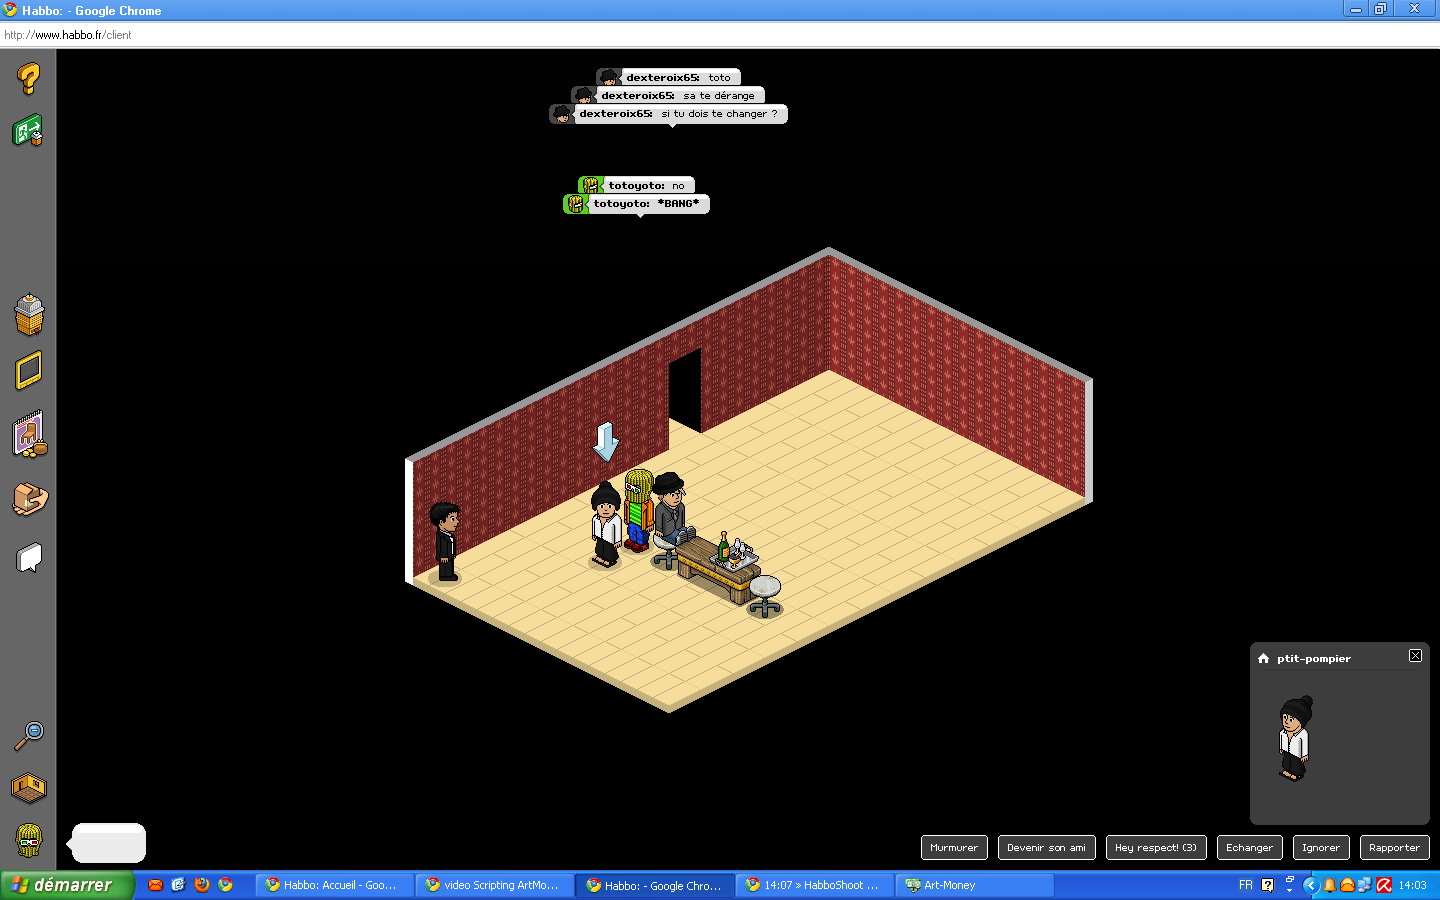 Habbo: - Google Chrome
http://www.habbo.fr/client
dexteroix65: toto
dexteroix65: sa te dérange
dexteroix65: si tu dois te changer ?
totoyoto: no
totoyoto: *BANG*
ptit-pompier
Murmurer
Devenir son ami
Hey respect! (3)
Echanger
Ignorer
Rapporter
démarrer
Habbo: Accueil - Goo...
video Scripting ArtMo...
Habbo: - Google Chro...
14:07 » HabboShoot ...
Art-Money
FR
14:03